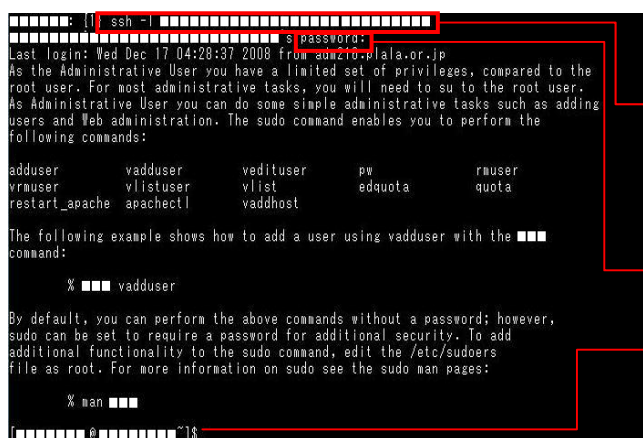 : {1} ssh -l
s password:
Last login: Wed Dec 17 04:28:37 2008 from adm216.plala.or.jp
As the Administrative User you have a limited set of privileges, compared to the
root user. For most administrative tasks, you will need to su to the root user.
As Administrative User you can do some simple administrative tasks such as adding
users and Web administration. The sudo command enables you to perform the
following commands:
adduser vadduser vedituser pw rmuser
vrmuser vlistuser vlist edquota quota
restart_apache apachectl vaddhost
The following example shows how to add a user using vadduser with the
command:
% vadduser
By default, you can perform the above commands without a password; however,
sudo can be set to require a password for additional security. To add
additional functionality to the sudo command, edit the /etc/sudoers
file as root. For more information on sudo see the sudo man pages:
% man
[ @ ~]$